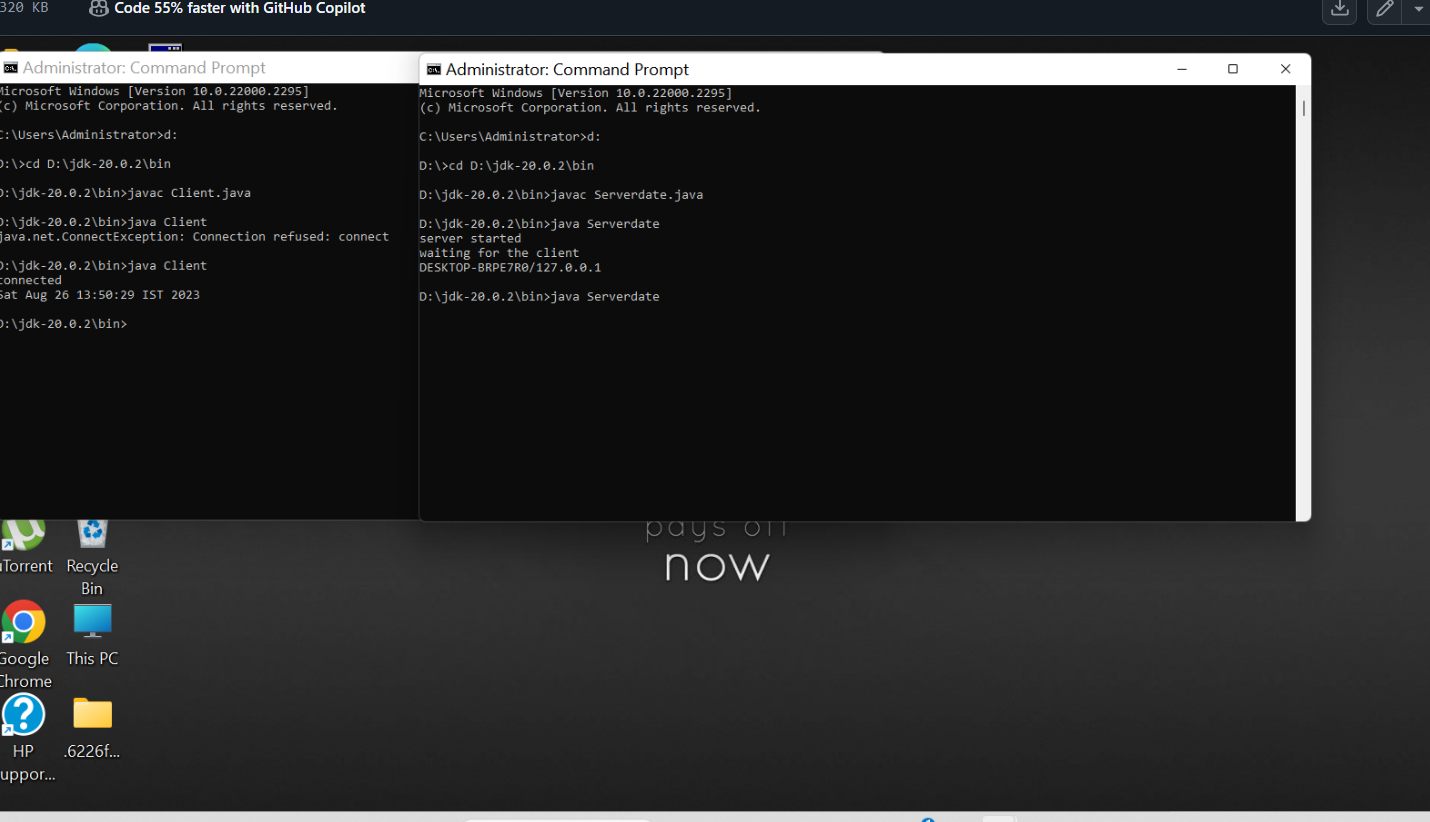 320 KB
Code 55% faster with GitHub Copilot
Administrator: Command Prompt
Microsoft Windows [Version 10.0.22000.2295]
(c) Microsoft Corporation. All rights reserved.
C:\Users\Administrator>d:
D:\>cd D:\jdk-20.0.2\bin
D:\jdk-20.0.2\bin>javac Client.java
D:\jdk-20.0.2\bin>java Client
java.net.ConnectException: Connection refused: connect
D:\jdk-20.0.2\bin>java Client
connected
Sat Aug 26 13:50:29 IST 2023
D:\jdk-20.0.2\bin>
Administrator: Command Prompt
Microsoft Windows [Version 10.0.22000.2295]
(c) Microsoft Corporation. All rights reserved.
C:\Users\Administrator>d:
D:\>cd D:\jdk-20.0.2\bin
D:\jdk-20.0.2\bin>javac Serverdate.java
D:\jdk-20.0.2\bin>java Serverdate
server started
waiting for the client
DESKTOP-BRPE7R0/127.0.0.1
D:\jdk-20.0.2\bin>java Serverdate
pays off
now
uTorrent
Recycle
Bin
Google
Chrome
This PC
HP
Suppor...
.6226f...